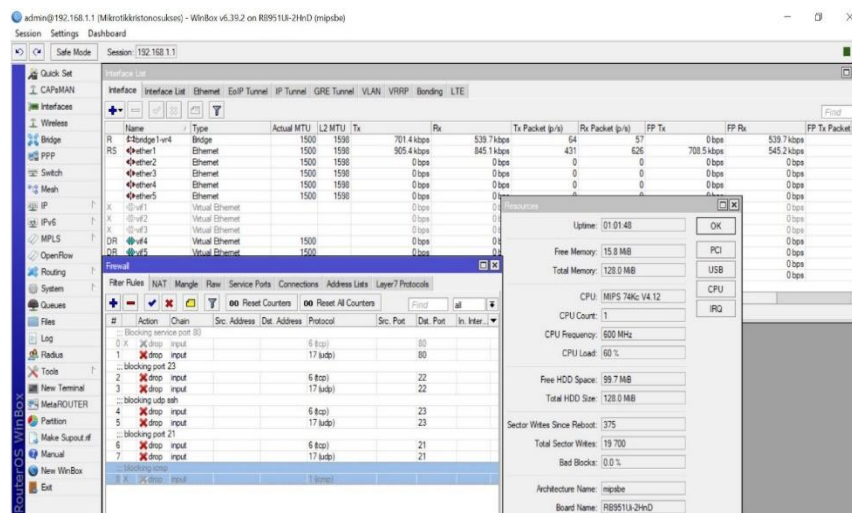 admin@192.168.1.1 (Mikrotikkristonosukses) - WinBox v6.39.2 on RB951Ui-2HnD (mipsbe)
Session Settings Dashboard
Safe Mode Session: 192.168.1.1
Quick Set
CAPsMAN
Interfaces
Wireless
Bridge
PPP
Switch
Mesh
IP
IPv6
MPLS
OpenFlow
Routing
System
Queues
Files
Log
Radius
Tools
New Terminal
MetaROUTER
Partition
Make Supout.rif
Manual
New WinBox
Exit
RouterOS WinBox
Interface List
Interface Interface List Ethernet EoIP Tunnel IP Tunnel GRE Tunnel VLAN VRRP Bonding LTE
Find
Name Type Actual MTU L2 MTU Tx Rx Tx Packet (p/s) Rx Packet (p/s) FP Tx FP Rx FP Tx Packet
R bridge1-vr4 Bridge 1500 1598 701.4 kbps 539.7 kbps 64 57 0 bps 539.7 kbps
RS ether1 Ethernet 1500 1598 905.4 kbps 845.1 kbps 431 626 708.5 kbps 545.2 kbps
ether2 Ethernet 1500 1598 0 bps 0 bps 0 0 0 bps 0 bps
ether3 Ethernet 1500 1598 0 bps 0 bps 0 0 0 bps 0 bps
ether4 Ethernet 1500 1598 0 bps 0 bps 0 0 0 bps 0 bps
ether5 Ethernet 1500 1598 0 bps 0 bps
X vif1 Virtual Ethernet 0 bps
X vif2 Virtual Ethernet 0 bps
X vif3 Virtual Ethernet 0 bps
DR vif4 Virtual Ethernet 1500 0 bps
DR vif5 Virtual Ethernet 1500 0 bps
Firewall
Filter Rules NAT Mangle Raw Service Ports Connections Address Lists Layer7 Protocols
00 Reset Counters 00 Reset All Counters Find all
# Action Chain Src. Address Dst. Address Protocol Src. Port Dst. Port In. Inter...
::: Blocking service port 80
0 X drop input 6 (tcp) 80
1 drop input 17 (udp) 80
::: blocking port 23
2 drop input 6 (tcp) 22
3 drop input 17 (udp) 22
::: blocking udp ssh
4 drop input 6 (tcp) 23
5 drop input 17 (udp) 23
::: blocking port 21
6 drop input 6 (tcp) 21
7 drop input 17 (udp) 21
::: blocking icmp
8 X drop input 1 (icmp)
Resources
Uptime: 01:01:48
Free Memory: 15.8 MiB
Total Memory: 128.0 MiB
CPU: MIPS 74Kc V4.12
CPU Count: 1
CPU Frequency: 600 MHz
CPU Load: 60 %
Free HDD Space: 99.7 MiB
Total HDD Size: 128.0 MiB
Sector Writes Since Reboot: 375
Total Sector Writes: 19 700
Bad Blocks: 0.0 %
Architecture Name: mipsbe
Board Name: RB951Ui-2HnD
OK
PCI
USB
CPU
IRQ